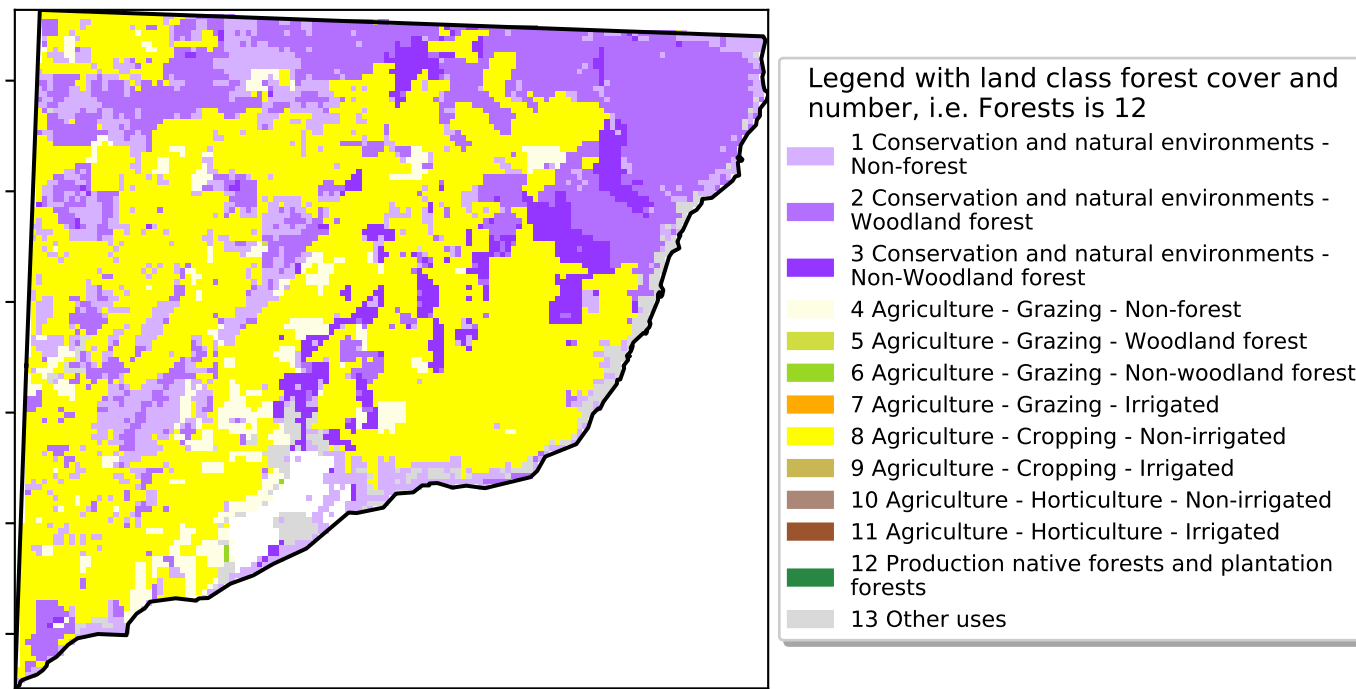 Legend with land class forest cover and
number, i.e. Forests is 12
1 Conservation and natural environments -
Non-forest
2 Conservation and natural environments -
Woodland forest
3 Conservation and natural environments -
Non-Woodland forest
4 Agriculture - Grazing - Non-forest
5 Agriculture - Grazing - Woodland forest
6 Agriculture - Grazing - Non-woodland forest
7 Agriculture - Grazing - Irrigated
8 Agriculture - Cropping - Non-irrigated
9 Agriculture - Cropping - Irrigated
10 Agriculture - Horticulture - Non-irrigated
11 Agriculture - Horticulture - Irrigated
12 Production native forests and plantation
forests
13 Other uses